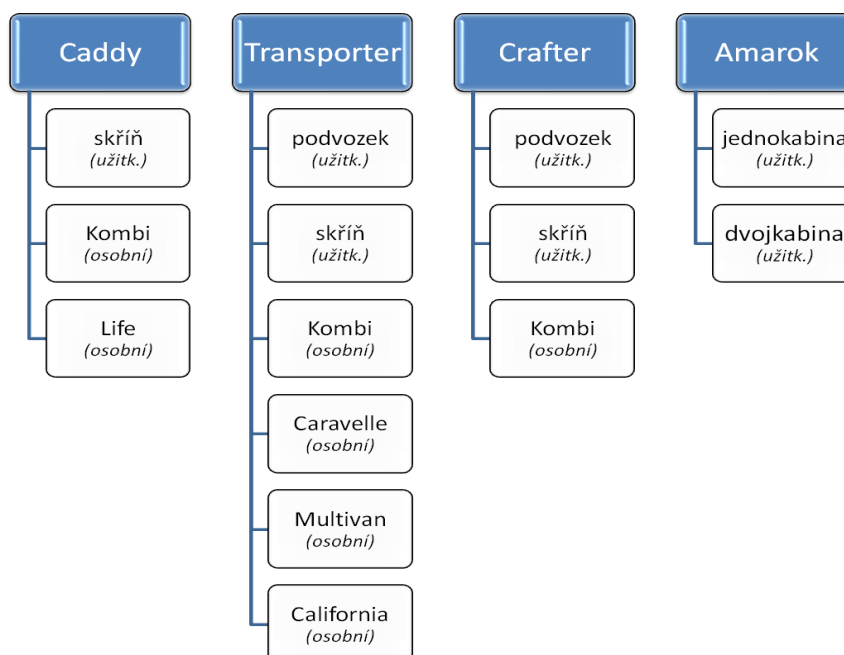 Caddy
skříň
(užitk.)
Kombi
(osobní)
Life
(osobní)
Transporter
podvozek
(užitk.)
skříň
(užitk.)
Kombi
(osobní)
Caravelle
(osobní)
Multivan
(osobní)
California
(osobní)
Crafter
podvozek
(užitk.)
skříň
(užitk.)
Kombi
(osobní)
Amarok
jednokabina
(užitk.)
dvojkabina
(užitk.)